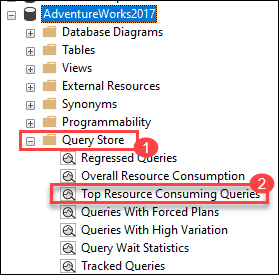 AdventureWorks2017
Database Diagrams
Tables
Views
External Resources
Synonyms
Programmability
Query Store 1
Regressed Queries
Overall Resource Consumption
2
Top Resource Consuming Queries
Queries With Forced Plans
Queries With High Variation
Query Wait Statistics
Tracked Queries